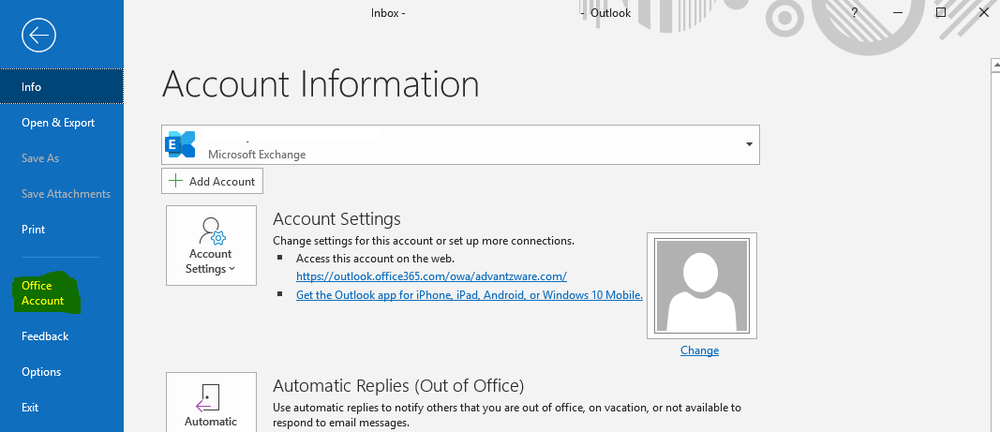 Inbox -
- Outlook
?
Info
Open & Export
Save As
Save Attachments
Print
Office
Account
Feedback
Options
Exit
Account Information
E
Microsoft Exchange
Add Account
Account
Settings
Account Settings
Change settings for this account or set up more connections.
Access this account on the web.
https://outlook.office365.com/owa/advantzware.com/
Get the Outlook app for iPhone, iPad, Android, or Windows 10 Mobile.
Change
Automatic
Automatic Replies (Out of Office)
Use automatic replies to notify others that you are out of office, on vacation, or not available to
respond to email messages.